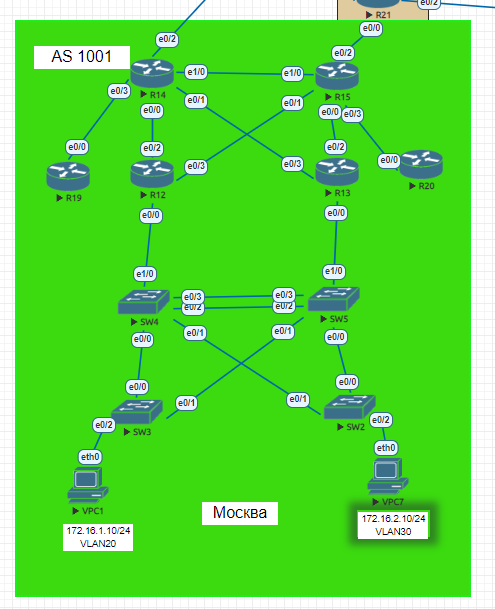 e0/2
R21
e0/2
e0/0
AS 1001
e0/2
R14
e1/0
e1/0
R15
e0/3
e0/1
e0/1
e0/0
e0/0
e0/3
e0/0
R19
e0/2
R12
e0/3
e0/3
e0/2
R13
e0/0
R20
e0/0
e0/0
e1/0
e1/0
SW4
e0/3
e0/3
SW5
e0/2
e0/2
e0/0
e0/1
e0/1
e0/0
e0/0
SW3
e0/1
e0/1
e0/0
SW2
e0/2
e0/2
eth0
VPC1
eth0
VPC7
172.16.1.10/24
VLAN20
Москва
172.16.2.10/24
VLAN30